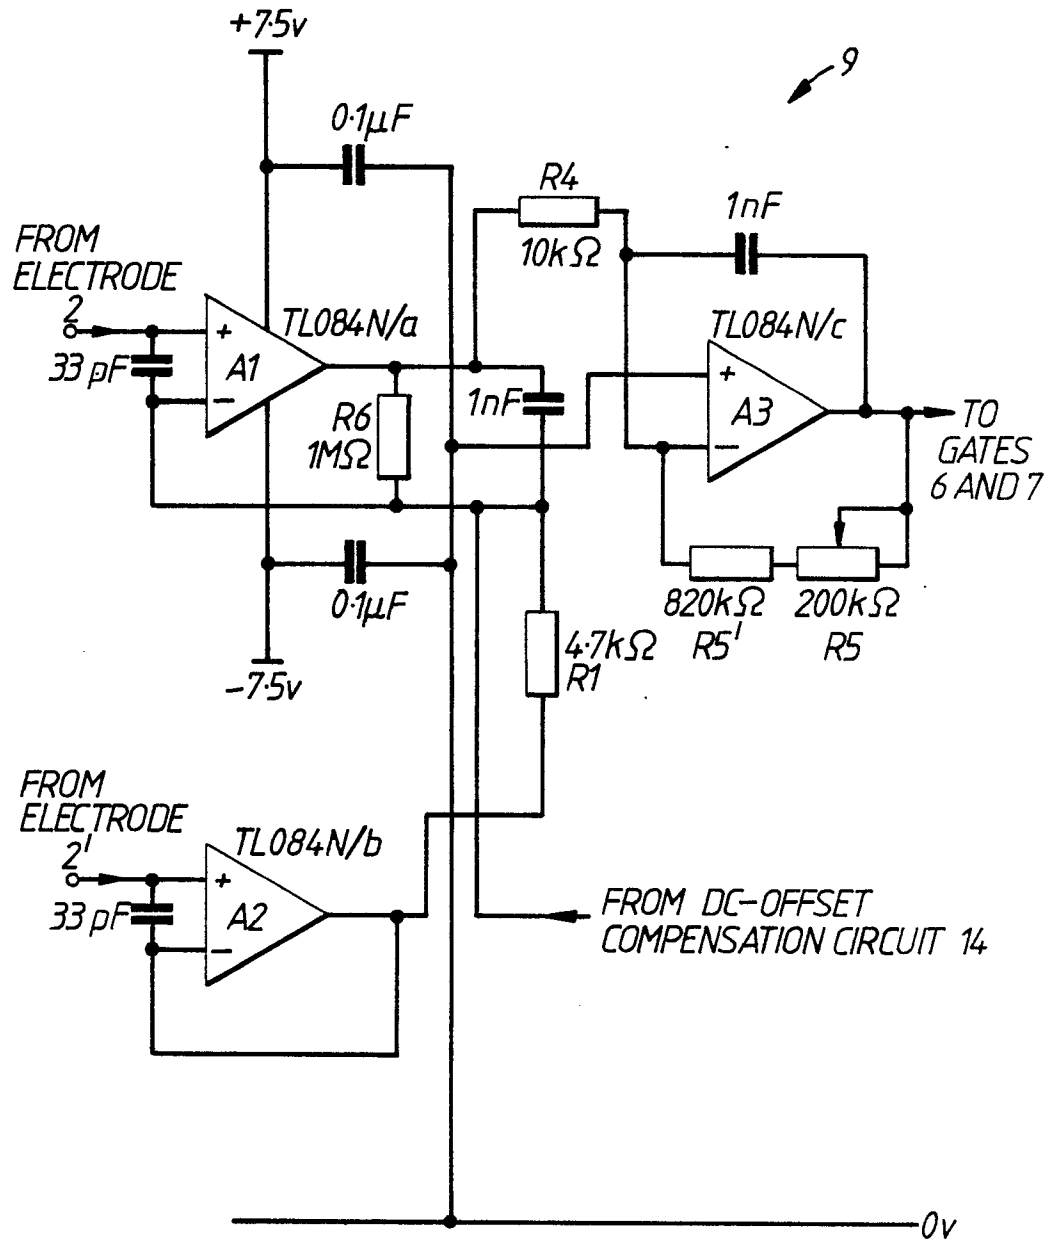 +7.5v
9
0.1µF
R4
10kΩ
1nF
FROM
ELECTRODE
2
33 pF
+
A1
−
TL084N/a
TL084N/c
+
A3
−
R6
1MΩ
1nF
TO
GATES
6 AND 7
0.1µF
820kΩ
R5'
200kΩ
R5
4.7kΩ
R1
−7.5v
FROM
ELECTRODE
2'
33 pF
+
A2
−
TL084N/b
FROM DC-OFFSET
COMPENSATION CIRCUIT 14
0v